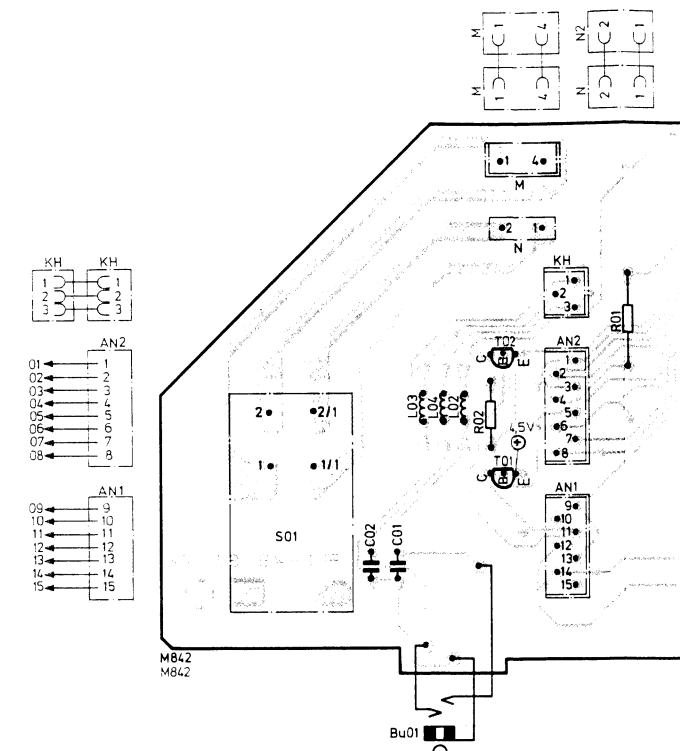 M 1 4
N2 2 1
M 1 4
N 2 1
1 4
M
2 1
N
KH KH
1 1
2 2
3 3
KH
1
2
3
R01
AN2
01 1
02 2
03 3
04 4
05 5
06 6
07 7
08 8
T02
C B E
AN2
1
2
3
4
5
6
7
8
L03 L04 L02
R02
4,5V
+
T01
C B E
2 2/1
1 1/1
S01
AN1
09 9
10 10
11 11
12 12
13 13
14 14
15 15
AN1
9
10
11
12
13
14
15
C02 C01
M842
M842
Bu01